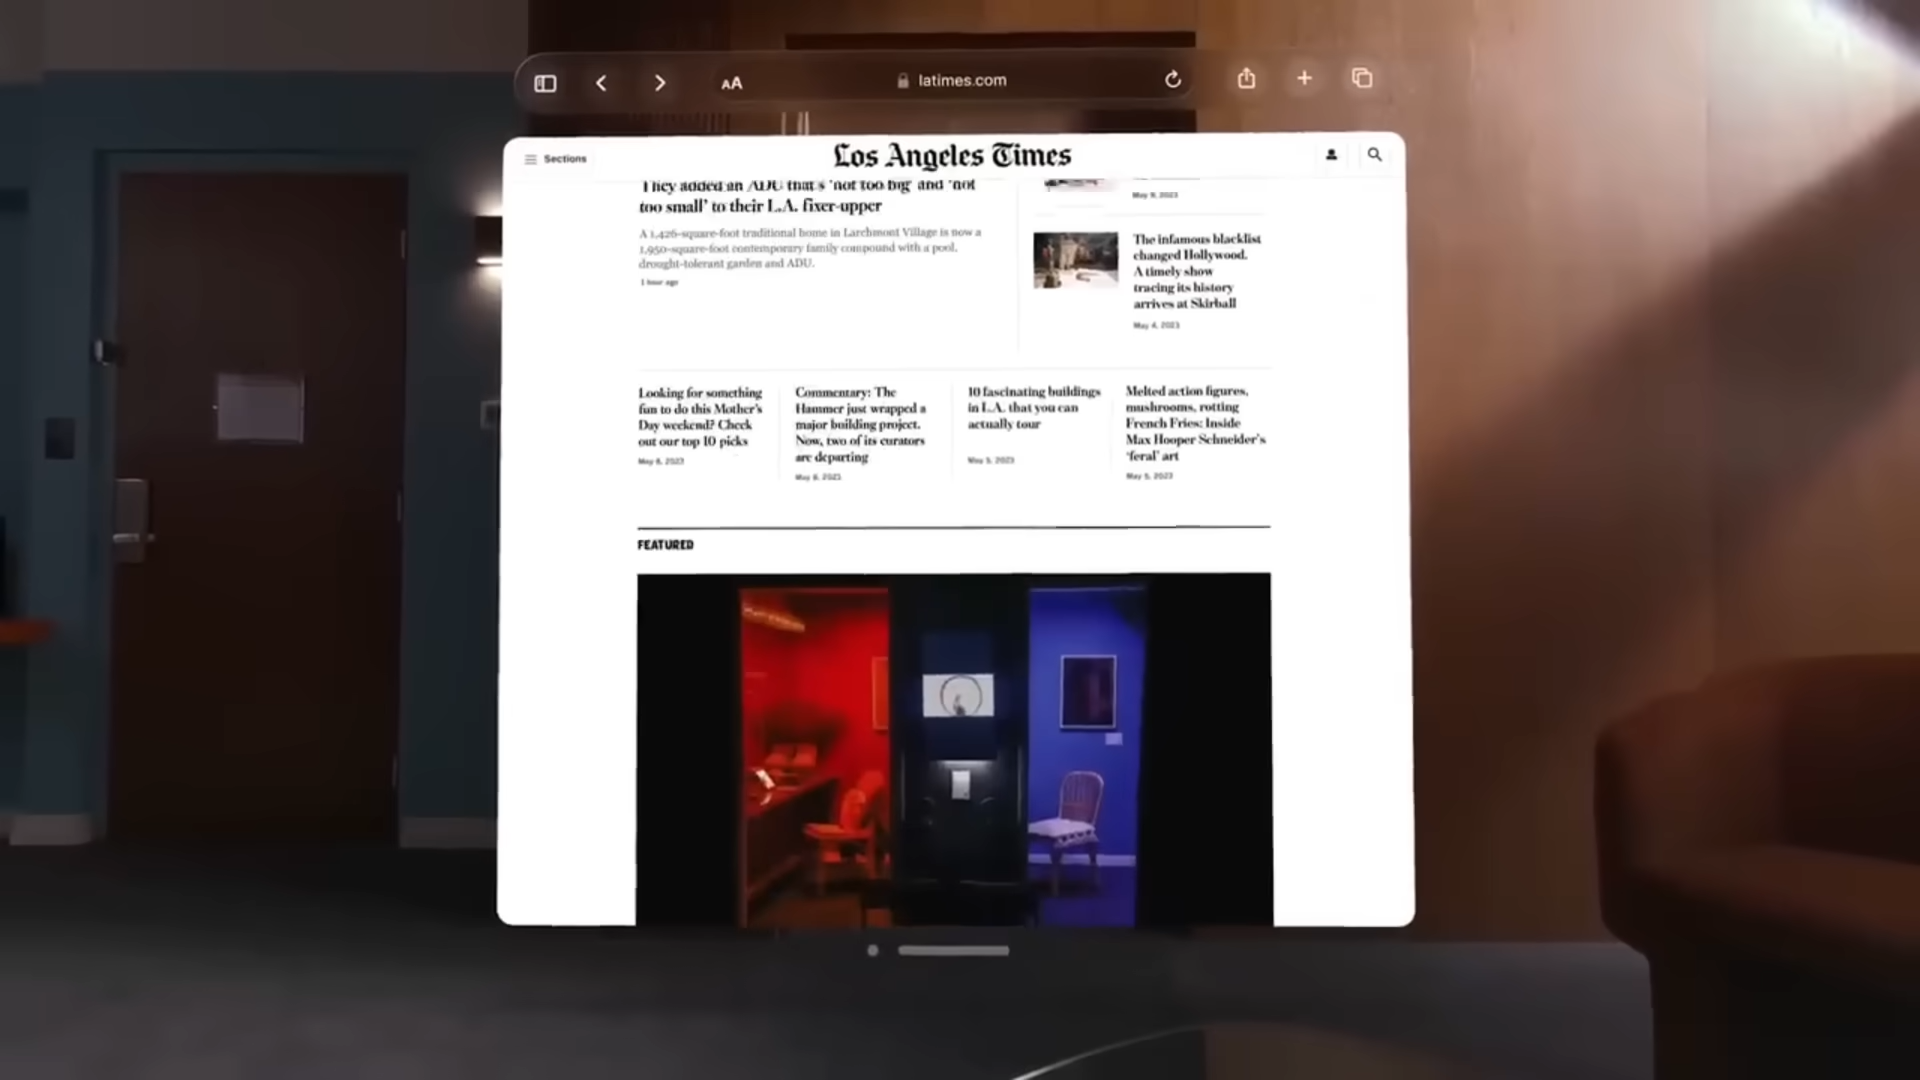 AA
latimes.com
Sections
Los Angeles Times
They added an ADU that's 'not too big' and 'not
too small' to their L.A. fixer-upper
A 1,426-square-foot traditional home in Larchmont Village is now a
1,950-square-foot contemporary family compound with a pool,
drought-tolerant garden and ADU.
1 hour ago
May 9, 2023
The infamous blacklist
changed Hollywood.
A timely show
tracing its history
arrives at Skirball
May 4, 2023
Looking for something
fun to do this Mother's
Day weekend? Check
out our top 10 picks
May 8, 2023
Commentary: The
Hammer just wrapped a
major building project.
Now, two of its curators
are departing
May 8, 2023
10 fascinating buildings
in L.A. that you can
actually tour
May 5, 2023
Melted action figures,
mushrooms, rotting
French Fries: Inside
Max Hooper Schneider's
'feral' art
May 5, 2023
FEATURED